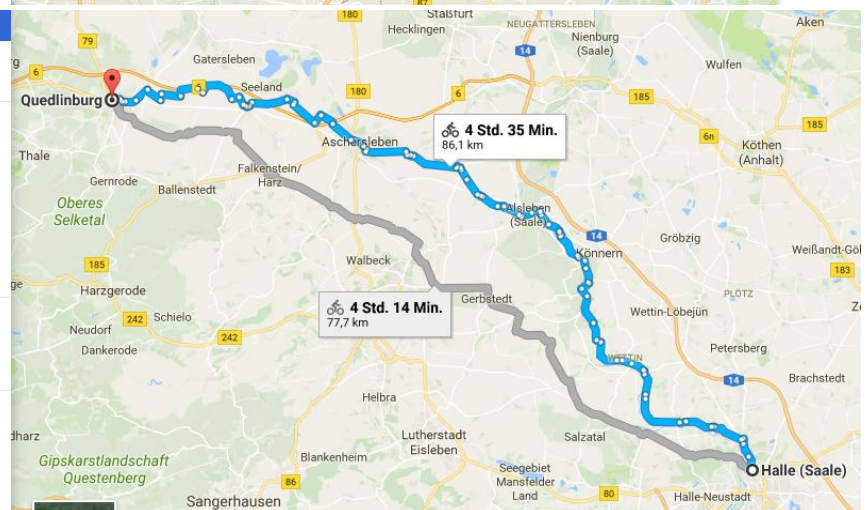 87
180
Staßfurt
79
Hecklingen
NEUGATTERSLEBEN
Aken
14
Nienburg
(Saale)
6
Gatersleben
Wulfen
6
Seeland
180
6
185
Quedlinburg
185
4 Std. 35 Min.
86,1 km
6n
Aschersleben
Köthen
(Anhalt)
Thale
Falkenstein/
Harz
Gernrode
Ballenstedt
Oberes
Selketal
Alsleben
(Saale)
14
Gröbzig
Könnern
Weißandt-Göl
Walbeck
185
183
Harzgerode
PLÖTZ
4 Std. 14 Min.
77,7 km
Gerbstedt
Wettin-Löbejün
242
Schielo
Neudorf
242
Dankerode
Petersberg
WETTIN
14
Brachstedt
Helbra
dharz
Lutherstadt
Eisleben
Salzatal
Gipskarstlandschaft
Questenberg
Blankenheim
Seegebiet
Mansfelder
Land
Halle (Saale)
86
80
Halle-Neustadt
Sangerhausen